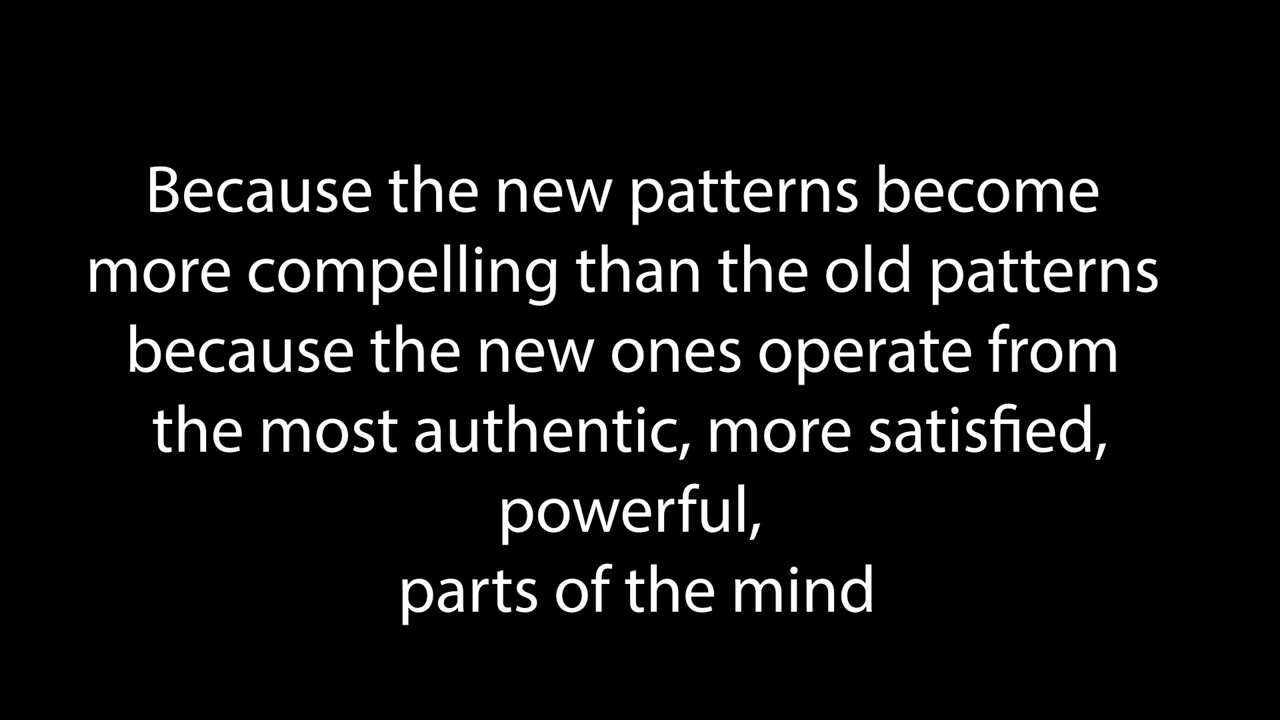 Because the new patterns become
more compelling than the old patterns
because the new ones operate from
the most authentic, more satisfied,
powerful,
parts of the mind